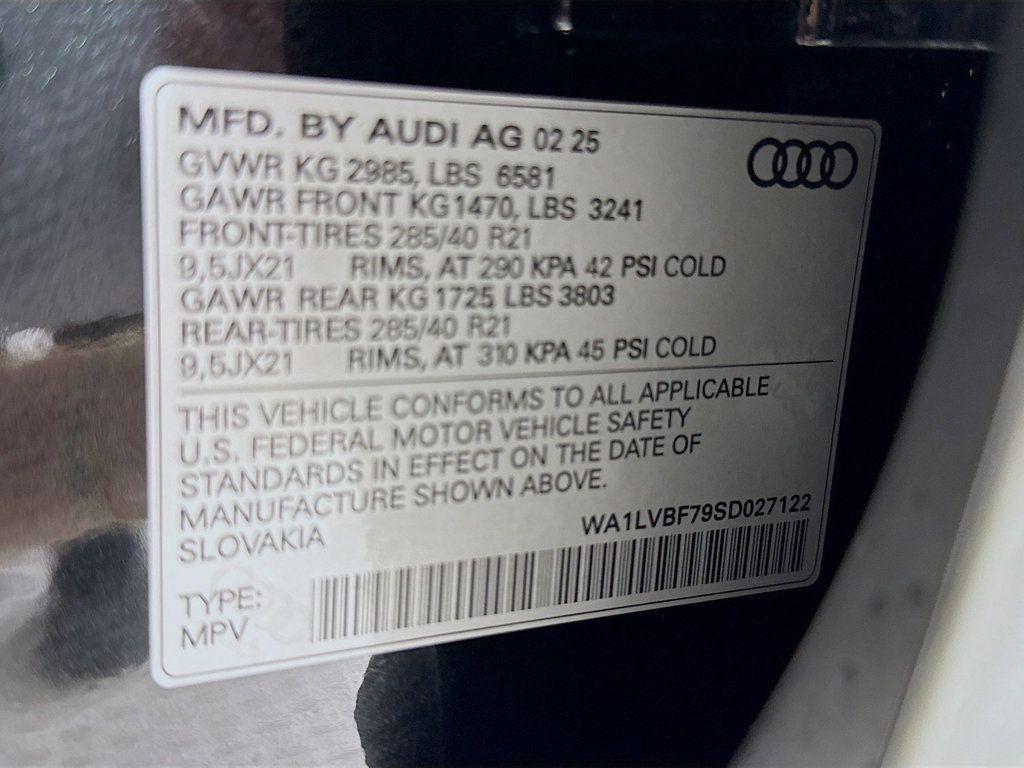 MFD. BY AUDI AG 02 25
GVWR KG 2985, LBS 6581
GAWR FRONT KG 1470, LBS 3241
FRONT-TIRES 285/40 R21
9,5JX21 RIMS, AT 290 KPA 42 PSI COLD
GAWR REAR KG 1725 LBS 3803
REAR-TIRES 285/40 R21
9,5JX21 RIMS, AT 310 KPA 45 PSI COLD
THIS VEHICLE CONFORMS TO ALL APPLICABLE
U.S. FEDERAL MOTOR VEHICLE SAFETY
STANDARDS IN EFFECT ON THE DATE OF
MANUFACTURE SHOWN ABOVE.
SLOVAKIA
WA1LVBF79SD027122
TYPE:
MPV